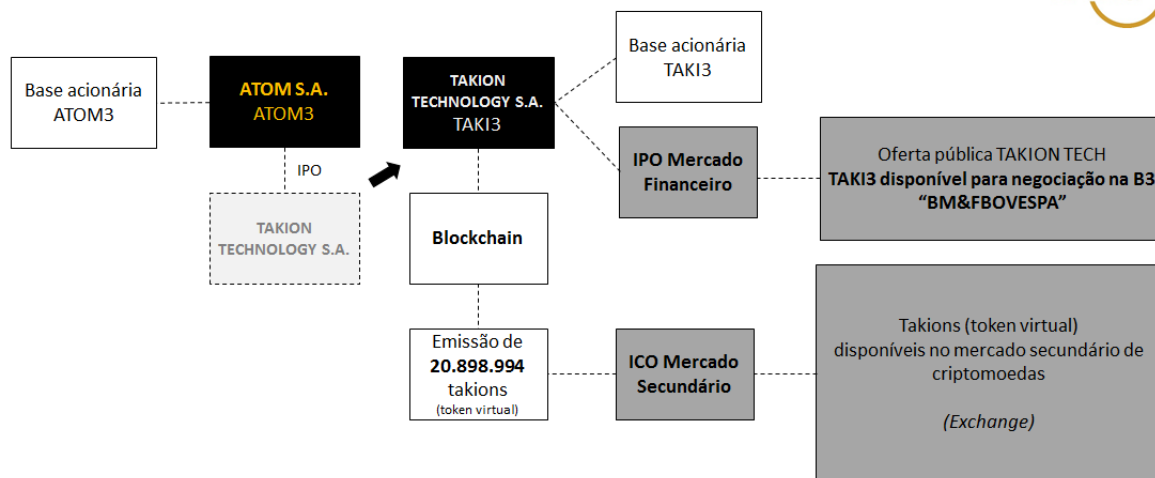 Base acionária
ATOM3
ATOM S.A.
ATOM3
IPO
TAKION
TECHNOLOGY S.A.
TAKION
TECHNOLOGY S.A.
TAKI3
Base acionária
TAKI3
IPO Mercado
Financeiro
Oferta pública TAKION TECH
TAKI3 disponível para negociação na B3
“BM&FBOVESPA”
Blockchain
Emissão de
20.898.994
takions
(token virtual)
ICO Mercado
Secundário
Takions (token virtual)
disponíveis no mercado secundário de
criptomoedas
(Exchange)